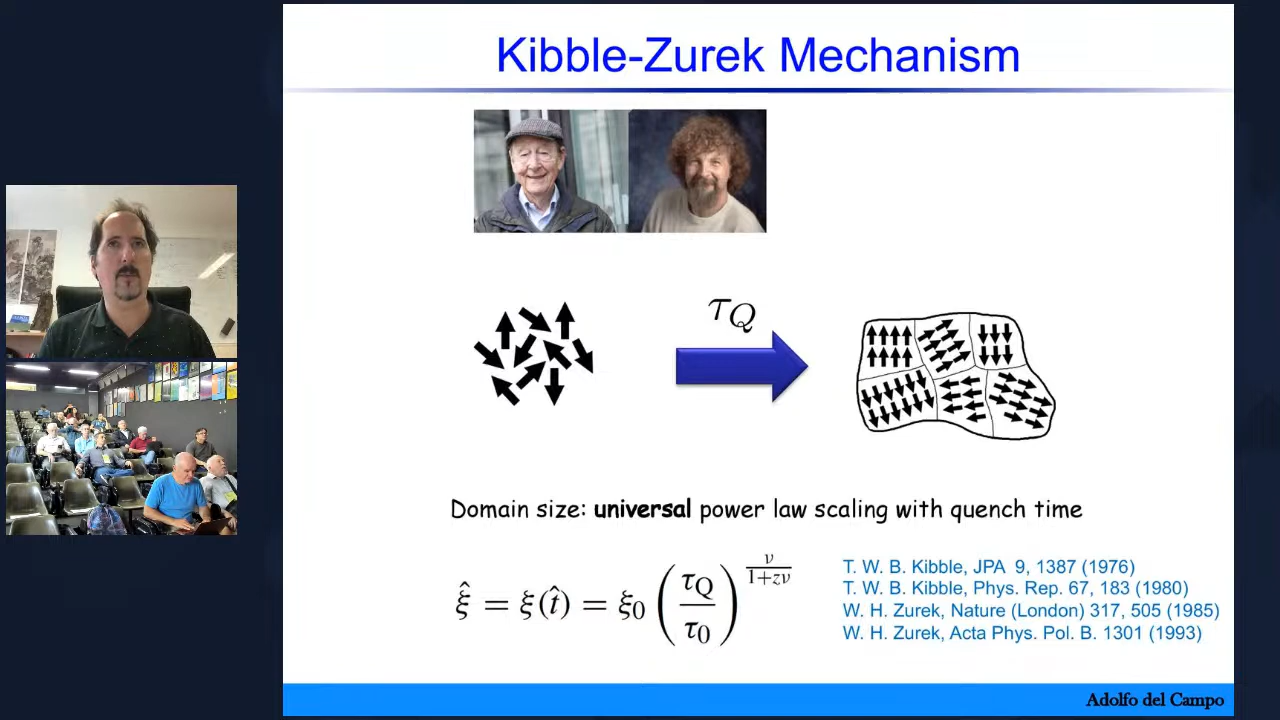 Kibble-Zurek Mechanism
τQ
Domain size: universal power law scaling with quench time
ξ̂ = ξ(t̂) = ξ0 (τQ/τ0)^(ν/(1+zν))
T. W. B. Kibble, JPA 9, 1387 (1976)
T. W. B. Kibble, Phys. Rep. 67, 183 (1980)
W. H. Zurek, Nature (London) 317, 505 (1985)
W. H. Zurek, Acta Phys. Pol. B. 1301 (1993)
Adolfo del Campo